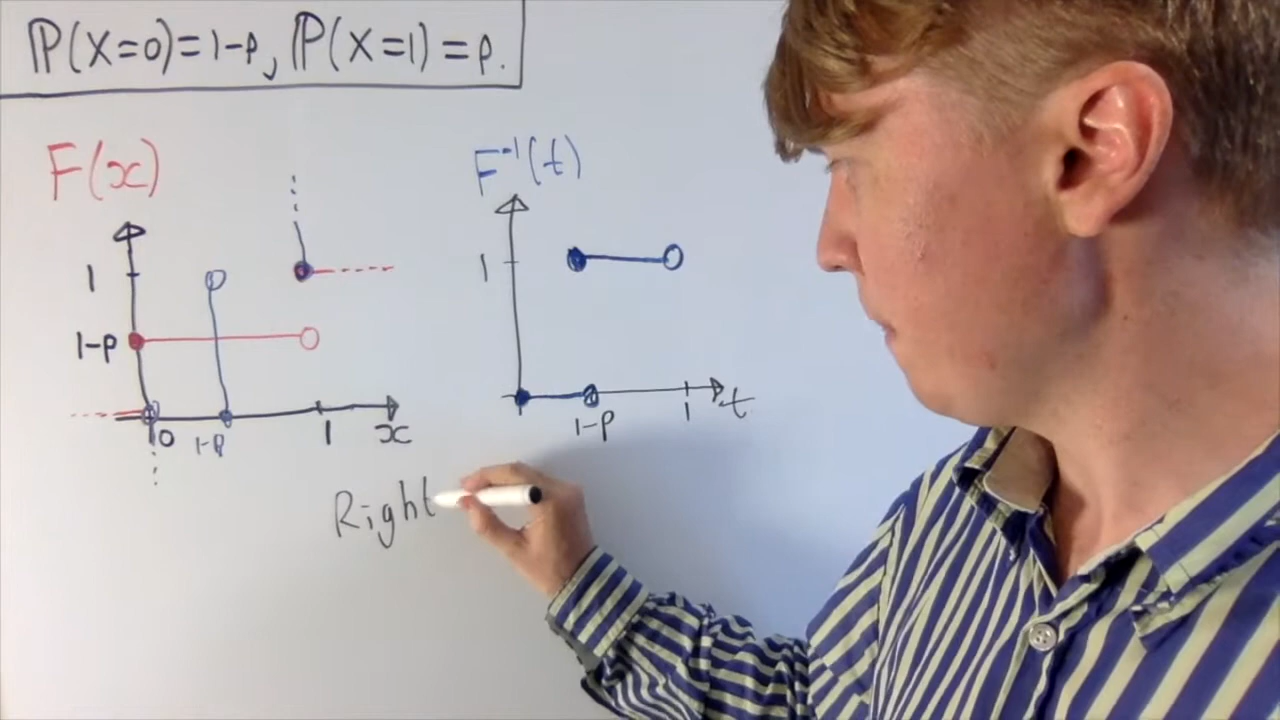 P(X=0)=1-p, P(X=1)=p.
F(x)
1
1-p
0
1-p
1
x
F⁻¹(t)
1
1-p
1
t
Right